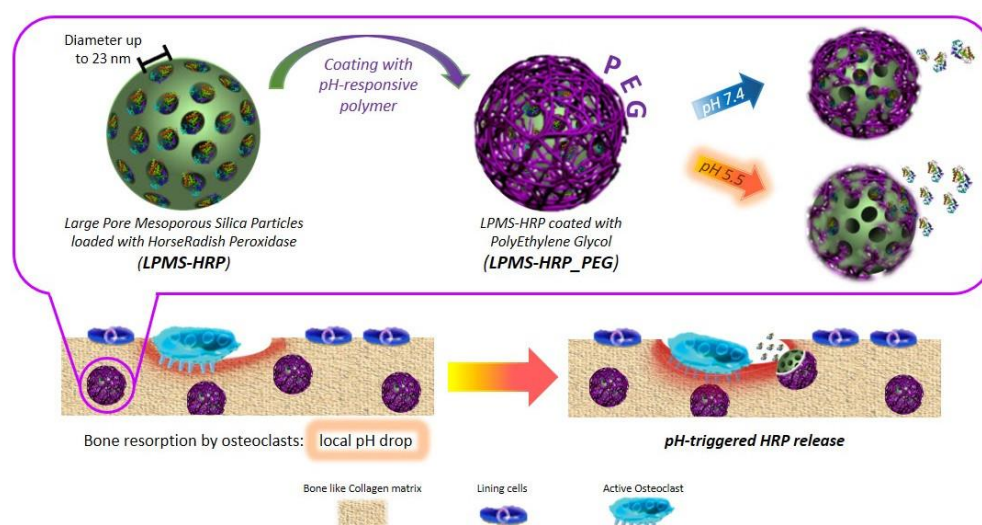 Diameter up
to 23 nm
Coating with
pH-responsive
polymer
PEG
pH 7.4
pH 5.5
Large Pore Mesoporous Silica Particles
loaded with HorseRadish Peroxidase
(LPMS-HRP)
LPMS-HRP coated with
PolyEthylene Glycol
(LPMS-HRP_PEG)
Bone resorption by osteoclasts: local pH drop
pH-triggered HRP release
Bone like Collagen matrix
Lining cells
Active Osteoclast